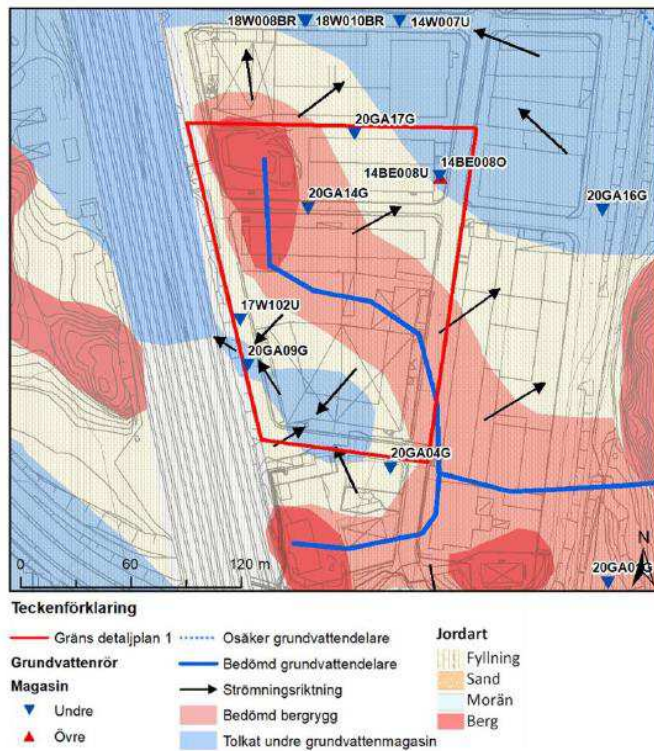 18W008BR 18W010BR 14W007U
20GA17G
14BE008O
14BE008U
20GA14G
20GA16G
17W102U
20GA09G
20GA04G
N
0 60 120 m
Teckenförklaring
Gräns detaljplan 1
Osäker grundvattendelare
Grundvattenrör
Bedömd grundvattendelare
Jordart
Magasin
Strömningsriktning
Fyllning
Undre
Bedömd bergrygg
Sand
Övre
Tolkat undre grundvattenmagasin
Morän
Berg